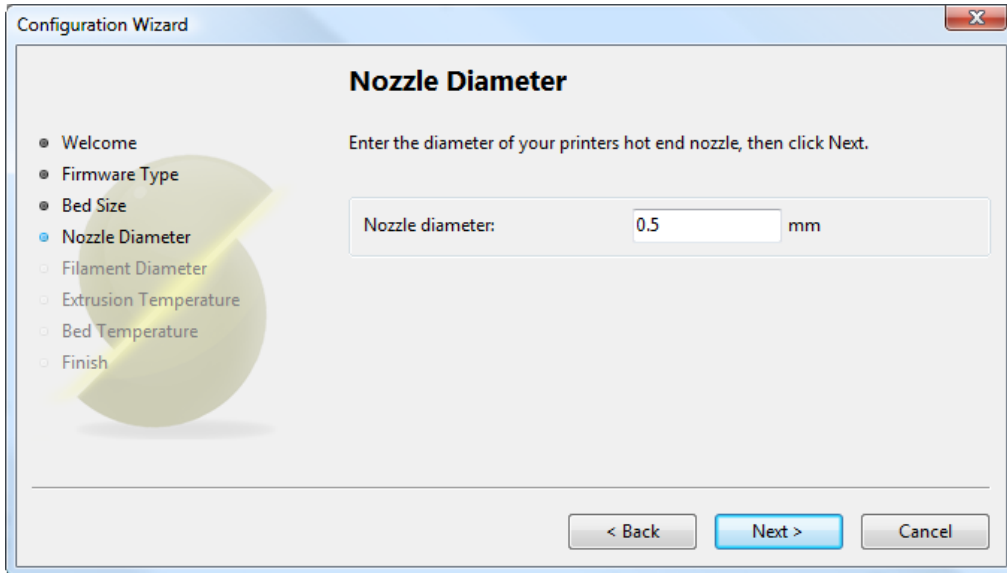 Configuration Wizard
x
Nozzle Diameter
Welcome
Firmware Type
Bed Size
Nozzle Diameter
Filament Diameter
Extrusion Temperature
Bed Temperature
Finish
Enter the diameter of your printers hot end nozzle, then click Next.
Nozzle diameter: 0.5 mm
< Back Next > Cancel